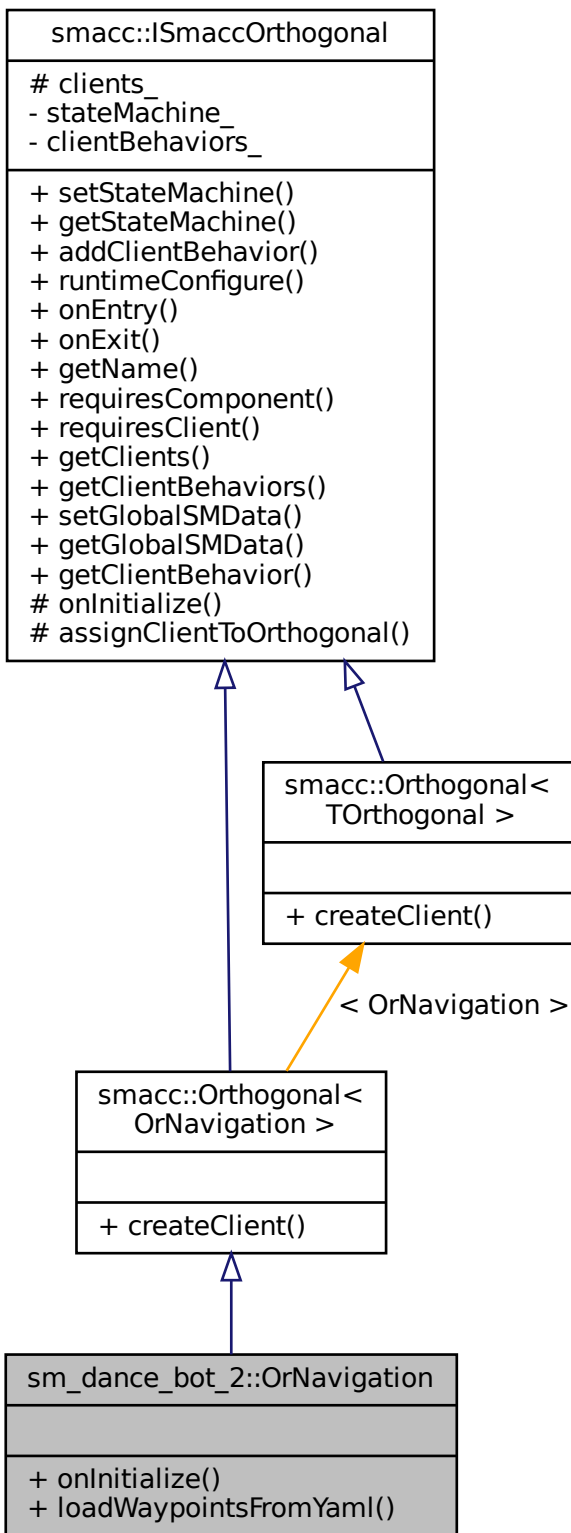 smacc::ISmaccOrthogonal
# clients_
- stateMachine_
- clientBehaviors_
+ setStateMachine()
+ getStateMachine()
+ addClientBehavior()
+ runtimeConfigure()
+ onEntry()
+ onExit()
+ getName()
+ requiresComponent()
+ requiresClient()
+ getClients()
+ getClientBehaviors()
+ setGlobalSMData()
+ getGlobalSMData()
+ getClientBehavior()
# onInitialize()
# assignClientToOrthogonal()
smacc::Orthogonal<
TOrthogonal >
+ createClient()
< OrNavigation >
smacc::Orthogonal<
OrNavigation >
+ createClient()
sm_dance_bot_2::OrNavigation
+ onInitialize()
+ loadWaypointsFromYaml()